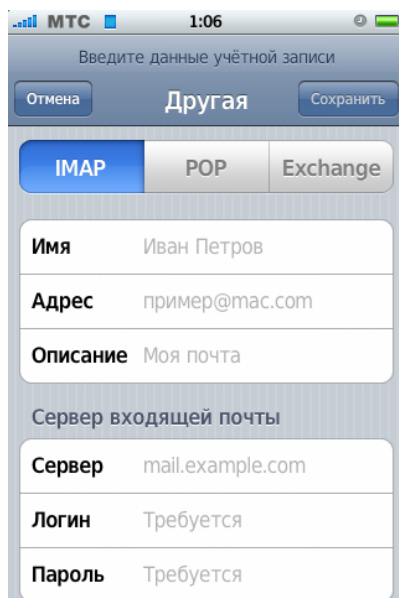 МТС 1:06
Введите данные учётной записи
Отмена Другая Сохранить
IMAP POP Exchange
Имя Иван Петров
Адрес пример@mac.com
Описание Моя почта
Сервер входящей почты
Сервер mail.example.com
Логин Требуется
Пароль Требуется